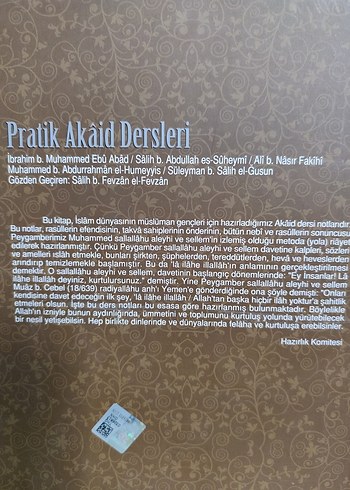 Pratik Akâid Dersleri
İbrahim b. Muhammed Ebû Abâd / Sâlih b. Abdullah es-Süheymî / Alî b. Nâsır Fakîhî
Muhammed b. Abdurrahmân el-Humeyyis / Süleyman b. Sâlih el-Gusun
Gözden Geçiren: Sâlih b. Fevzân el-Fevzân
Bu kitap, İslâm dünyasının müslüman gençleri için hazırladığımız Akâid dersi notlarıdır.
Bu notlar, rasüllerin efendisinin, takvâ sahiplerinin önderinin, bütün nebî ve rasüllerin sonuncusu
Peygamberimiz Muhammed sallallâhu aleyhi ve sellem'in izlemiş olduğu metoda (yola) riâyet
edilerek hazırlanmıştır. Çünkü Peygamber sallallâhu aleyhi ve sellem davetine kalpleri, sözleri
ve amelleri ıslâh etmekle, bunları şirkten, şüphelerden, tereddütlerden, hevâ ve heveslerden
arındırıp temizlemekle başlamıştır. Bu da 'lâ ilâhe illallâh'ın anlamının gerçekleştirilmesi
demektir. O sallallâhu aleyhi ve sellem, davetin başlangıç dönemlerinde: "Ey İnsanlar! Lâ
ilâhe illallâh deyiniz, kurtulursunuz." demiştir. Yine Peygamber sallallâhu aleyhi ve sellem
Muâz b. Cebel (18/639) radiyallâhu anh'ı Yemen'e gönderdiğinde ona şöyle demişti: "Onları
kendisine davet edeceğin ilk şey, 'lâ ilâhe illallâh / Allah'tan başka hiçbir ilâh yoktur'a şahitlik
etmeleri olsun. İşte bu ders notları bu esasa göre hazırlanmış bulunmaktadır. Böylelikle
Allah'ın izniyle bunun aydınlığında, ümmetini ve toplumunu kurtuluş yolunda yürütebilecek
bir nesil yetişebilsin. Hep birlikte dinlerinde ve dünyalarında felâha ve kurtuluşa erebilsinler.
Hazırlık Komitesi